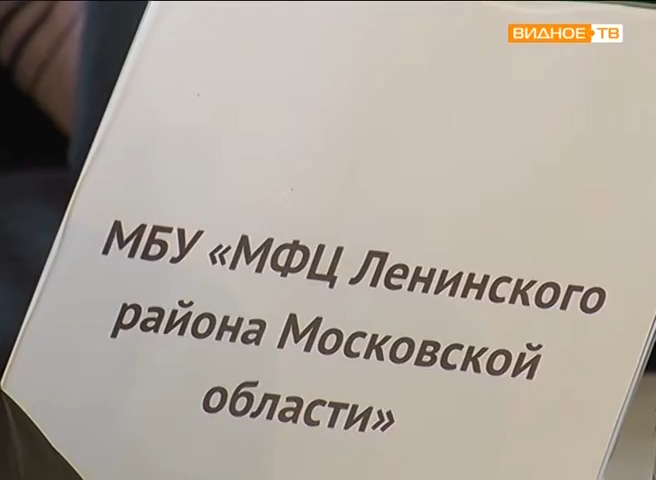 ВИДНОЕ ТВ
МБУ «МФЦ Ленинского
района Московской
области»